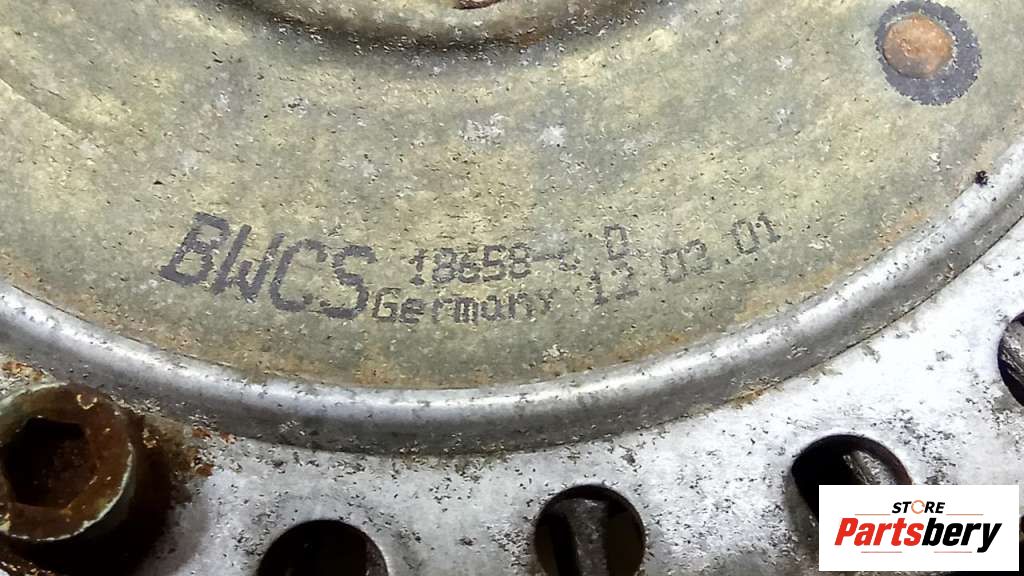 BWCS
18658-
Germany 12.03.01
STORE
Partsbery